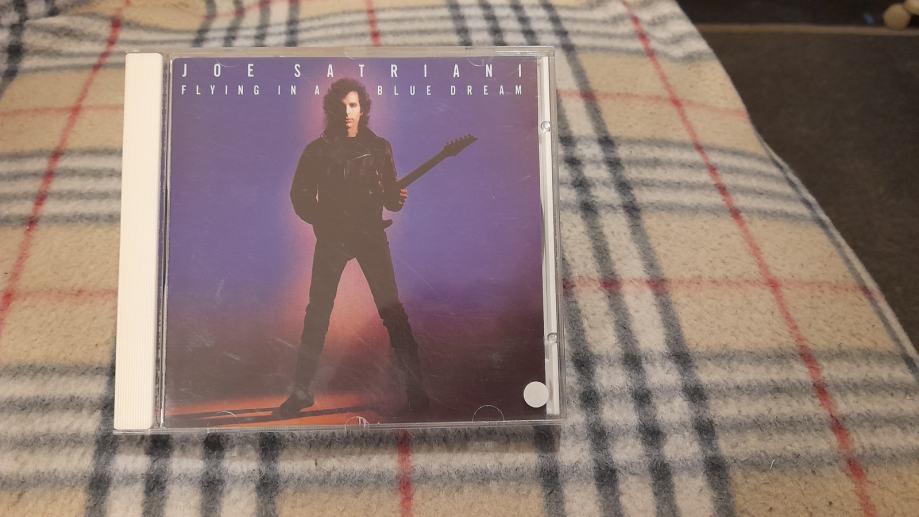 JOE SATRIANI
FLYING IN A BLUE DREAM